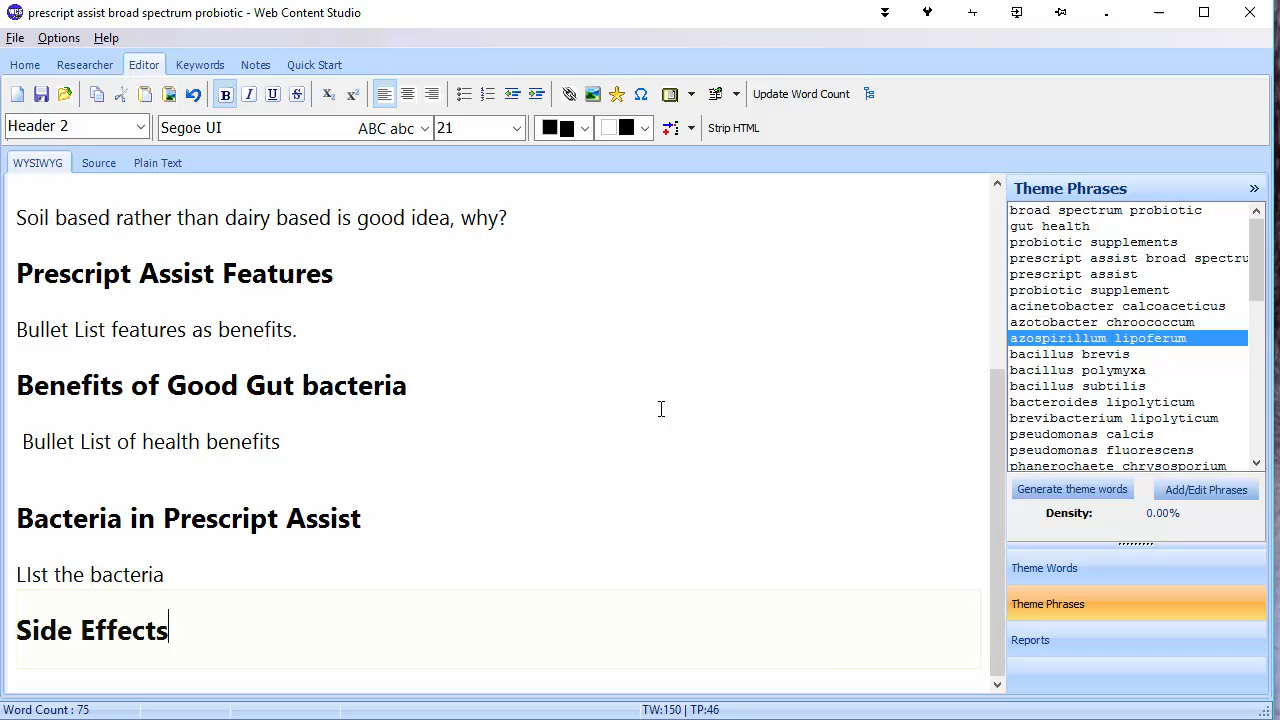 prescript assist broad spectrum probiotic - Web Content Studio
File Options Help
Home Researcher Editor Keywords Notes Quick Start
B I U S X₂ X² Update Word Count
Header 2 Segoe UI ABC abc 21 Strip HTML
WYSIWYG Source Plain Text
Soil based rather than dairy based is good idea, why?
Prescript Assist Features
Bullet List features as benefits.
Benefits of Good Gut bacteria
Bullet List of health benefits
Bacteria in Prescript Assist
LIst the bacteria
Side Effects
Theme Phrases
broad spectrum probiotic
gut health
probiotic supplements
prescript assist broad spectru
prescript assist
probiotic supplement
acinetobacter calcoaceticus
azotobacter chroococcum
azospirillum lipoferum
bacillus brevis
bacillus polymyxa
bacillus subtilis
bacteroides lipolyticum
brevibacterium lipolyticum
pseudomonas calcis
pseudomonas fluorescens
phanerochaete chrysosporium
Generate theme words Add/Edit Phrases
Density: 0.00%
Theme Words
Theme Phrases
Reports
Word Count : 75 TW:150 | TP:46